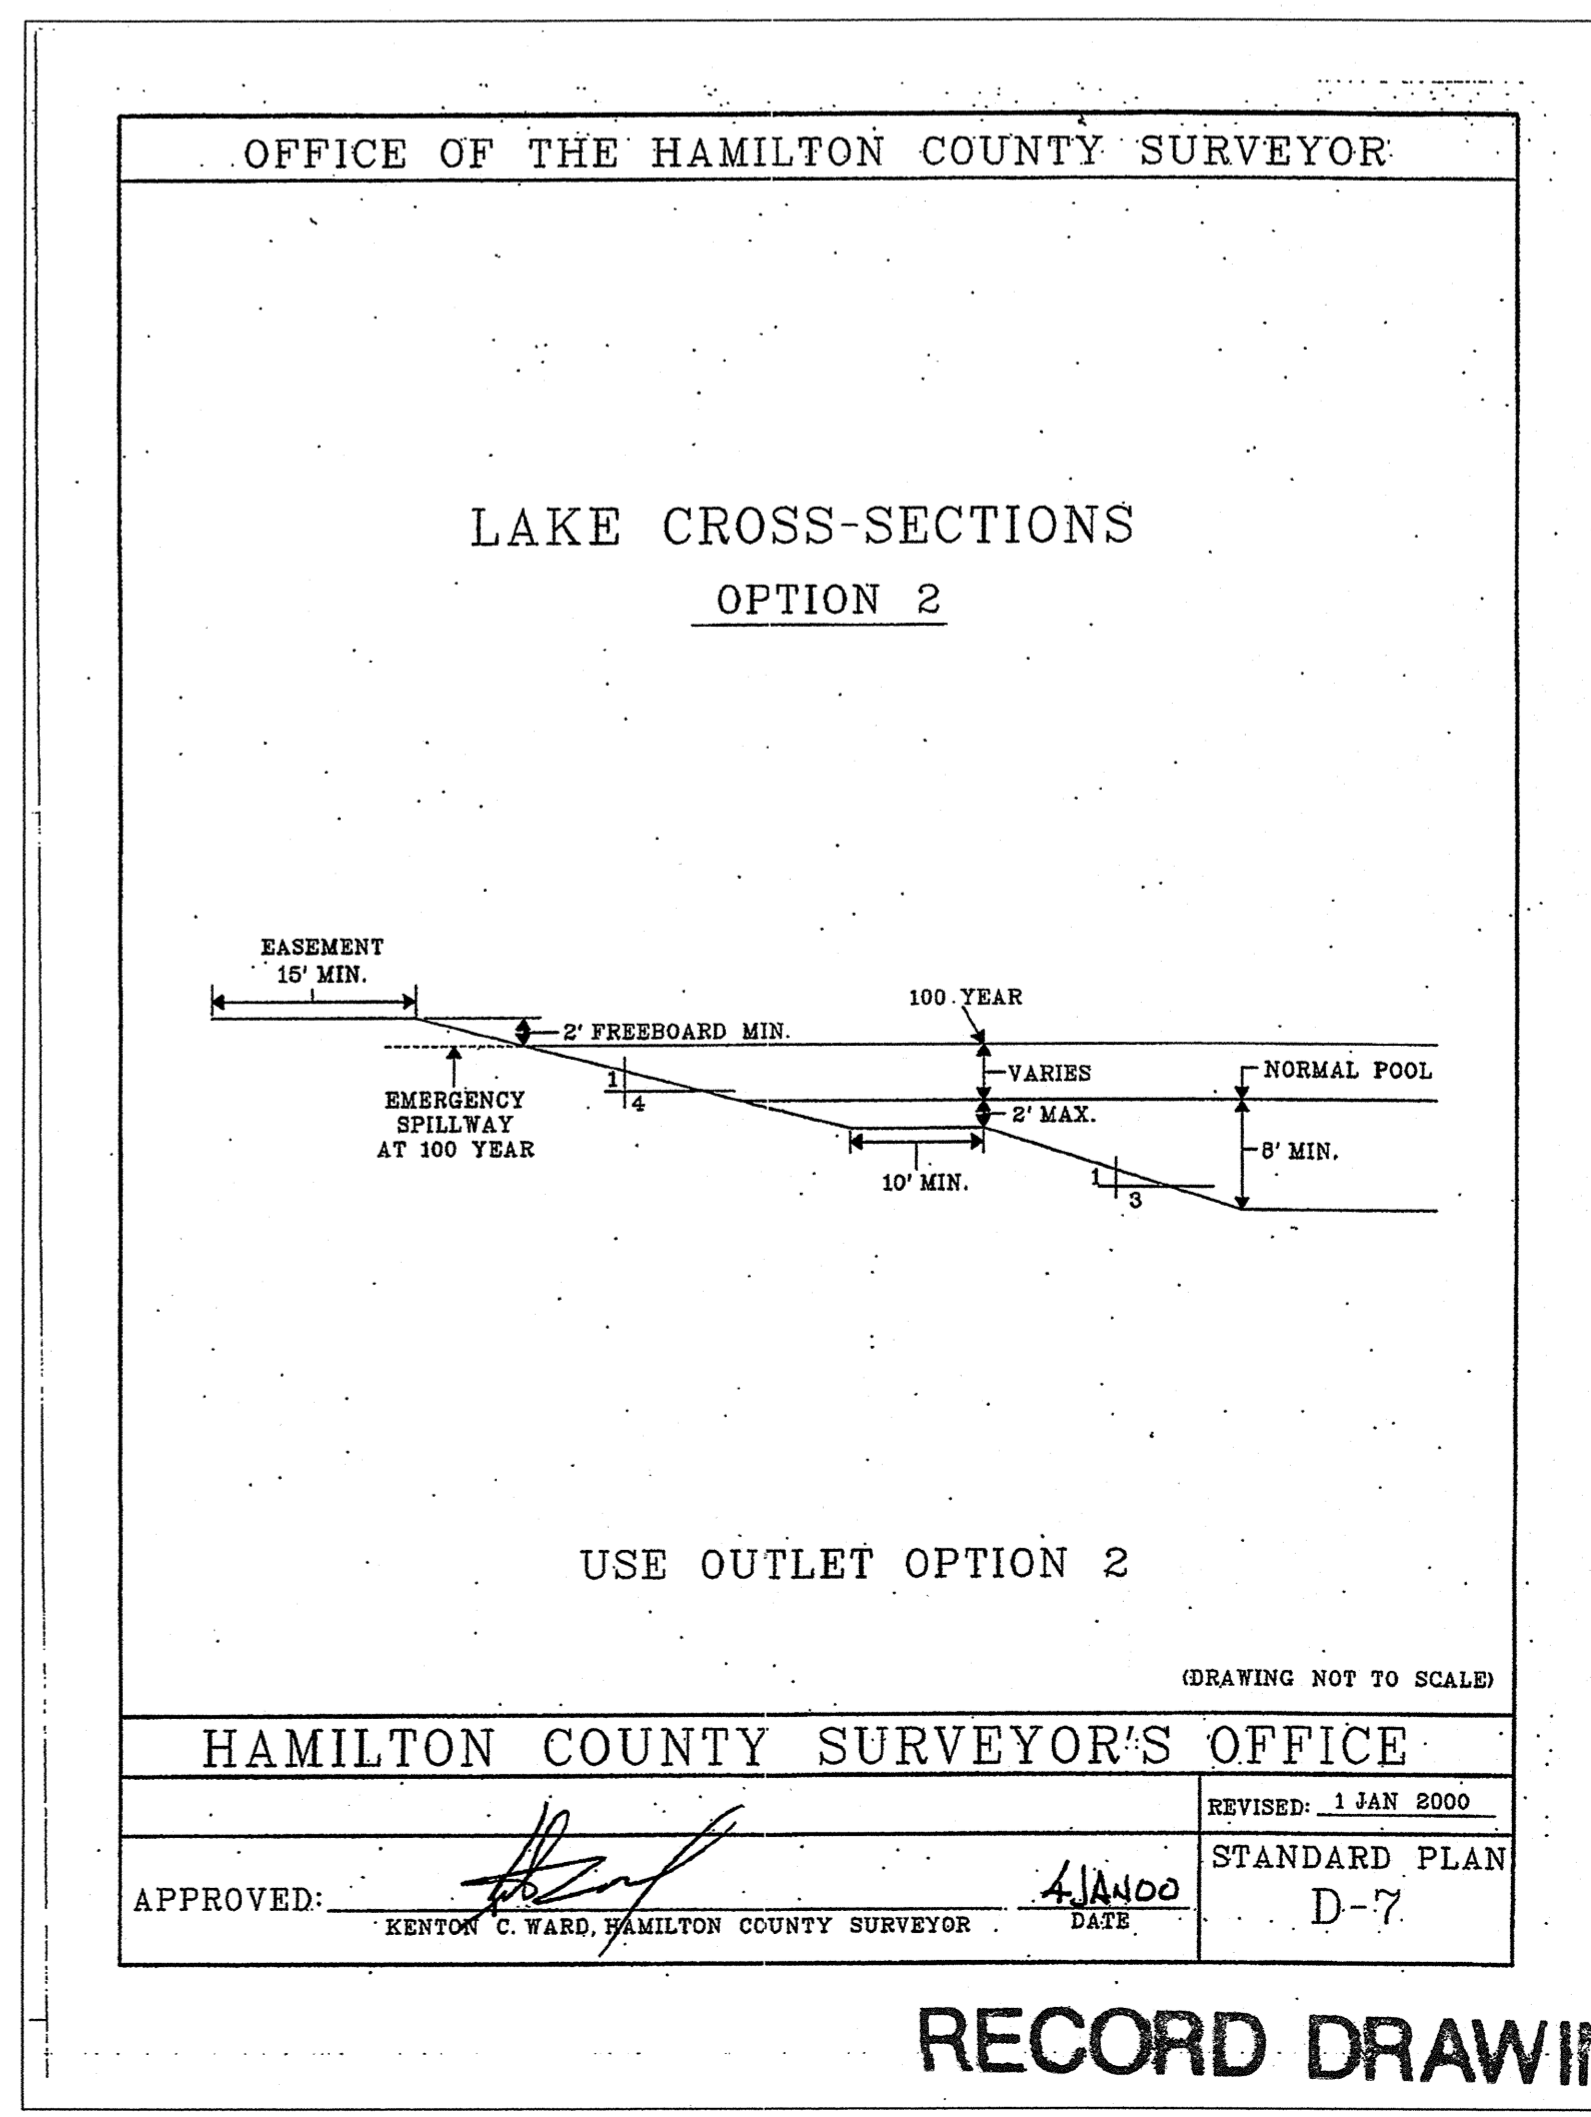 OFFICE OF THE HAMILTON COUNTY SURVEYOR
LAKE CROSS-SECTIONS
OPTION 2
EASEMENT
15' MIN.
100 YEAR
2' FREEBOARD MIN.
VARIES
NORMAL POOL
1
4
EMERGENCY
SPILLWAY
AT 100 YEAR
2' MAX.
8' MIN.
10' MIN.
1
3
USE OUTLET OPTION 2
(DRAWING NOT TO SCALE)
HAMILTON COUNTY SURVEYOR'S OFFICE
REVISED: 1 JAN 2000
STANDARD PLAN
D-7
APPROVED:
4JAN00
KENTON C. WARD, HAMILTON COUNTY SURVEYOR
DATE
RECORD